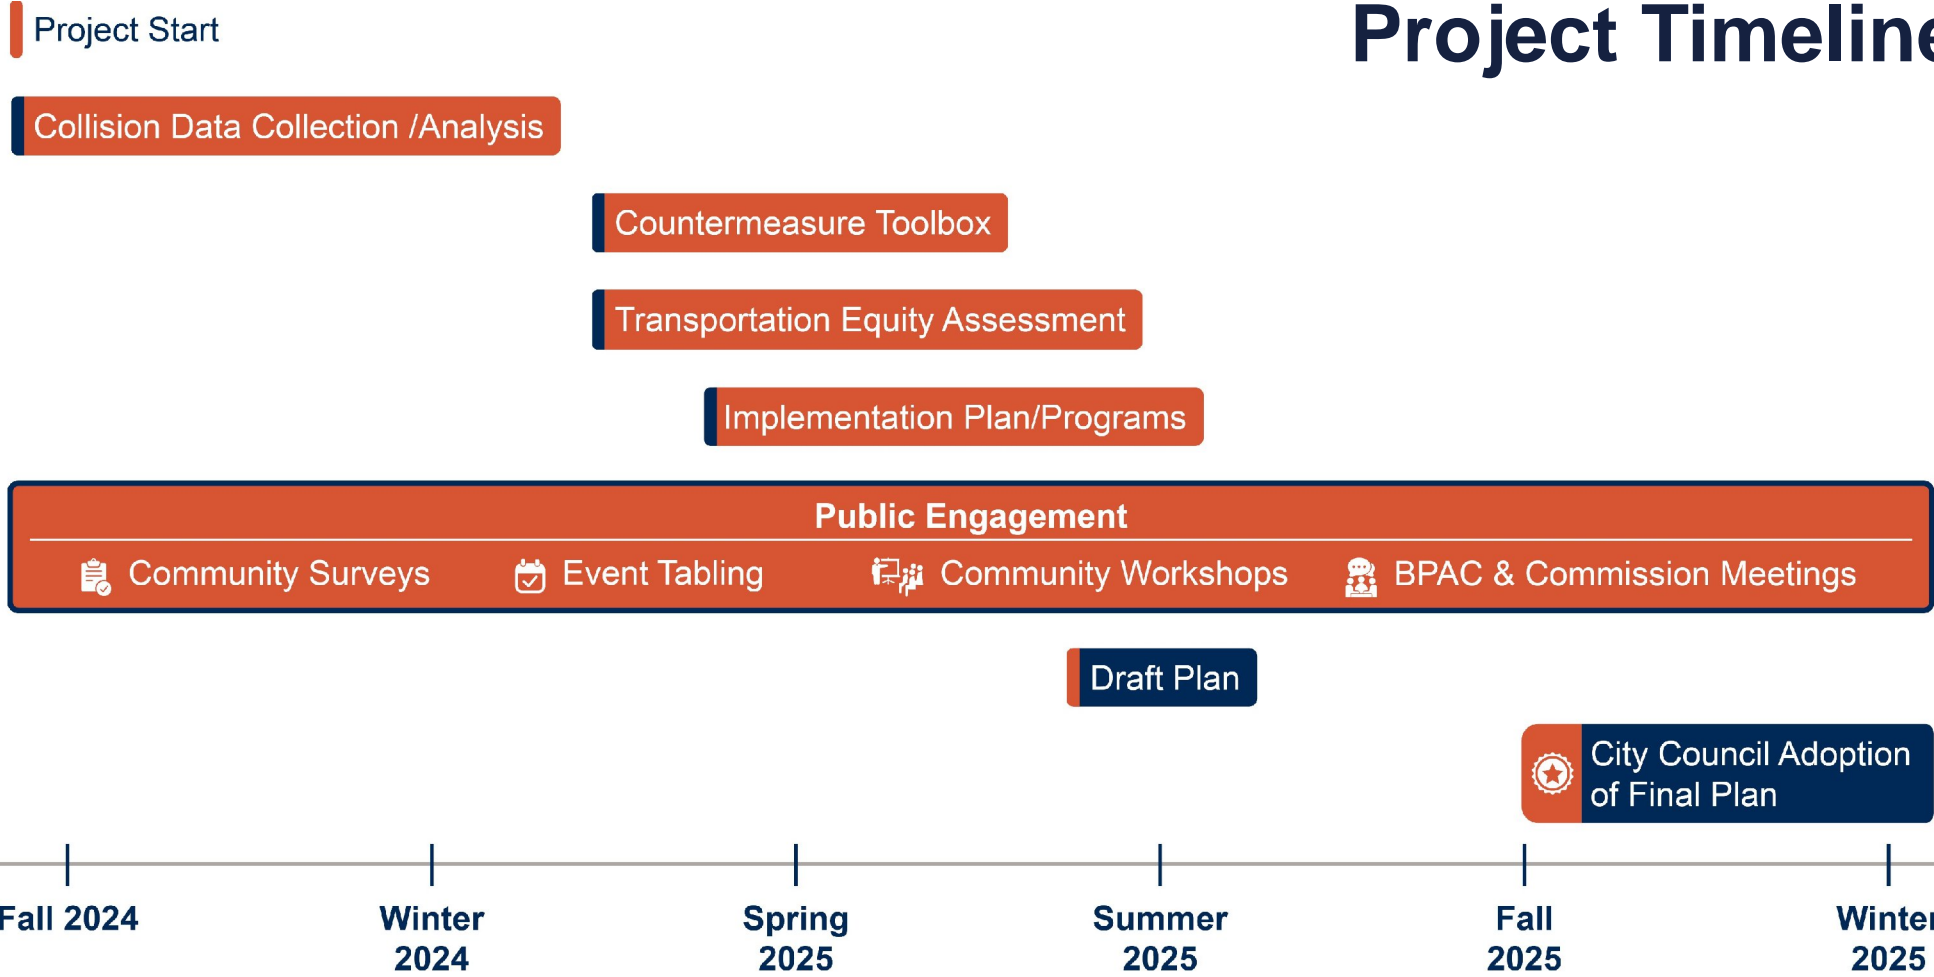 Project Start
Project Timeline
Collision Data Collection /Analysis
Countermeasure Toolbox
Transportation Equity Assessment
Implementation Plan/Programs
Public Engagement
Community Surveys
Event Tabling
Community Workshops
BPAC & Commission Meetings
Draft Plan
City Council Adoption
of Final Plan
Fall 2024
Winter
2024
Spring
2025
Summer
2025
Fall
2025
Winter
2025